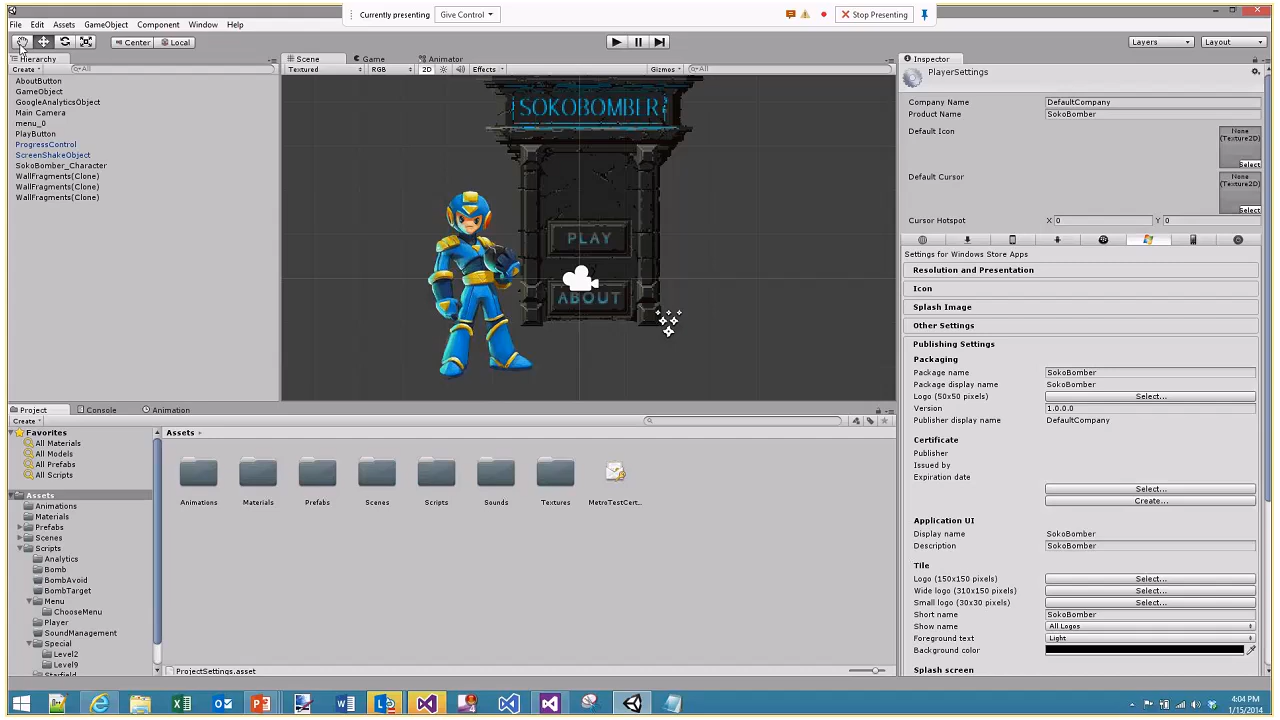 Currently presenting Give Control Stop Presenting
File Edit Assets GameObject Component Window Help
Center Local Layers Layout
Hierarchy
Create All
AboutButton
GameObject
GoogleAnalyticsObject
Main Camera
menu_0
PlayButton
ProgressControl
ScreenShakeObject
SokoBomber_Character
WallFragments(Clone)
WallFragments(Clone)
WallFragments(Clone)
Scene Game Animator
Textured RGB 2D Effects Gizmos All
SOKOBOMBER
PLAY
ABOUT
Project Console Animation
Create
Favorites
All Materials
All Models
All Prefabs
All Scripts
Assets
Animations
Materials
Prefabs
Scenes
Scripts
Analytics
Bomb
BombAvoid
BombTarget
Menu
ChooseMenu
Player
SoundManagement
Special
Level2
Level9
Starfield
Assets
Animations Materials Prefabs Scenes Scripts Sounds Textures MetroTestCert...
ProjectSettings.asset
Inspector
PlayerSettings
Company Name DefaultCompany
Product Name SokoBomber
Default Icon None (Texture2D) Select
Default Cursor None (Texture2D) Select
Cursor Hotspot X 0 Y 0
Settings for Windows Store Apps
Resolution and Presentation
Icon
Splash Image
Other Settings
Publishing Settings
Packaging
Package name SokoBomber
Package display name SokoBomber
Logo (50x50 pixels) Select...
Version 1.0.0.0
Publisher display name DefaultCompany
Certificate
Publisher
Issued by
Expiration date
Select...
Create...
Application UI
Display name SokoBomber
Description SokoBomber
Tile
Logo (150x150 pixels) Select...
Wide logo (310x150 pixels) Select...
Small logo (30x30 pixels) Select...
Short name SokoBomber
Show name All Logos
Foreground text Light
Background color
Splash screen
4:04 PM
1/15/2014